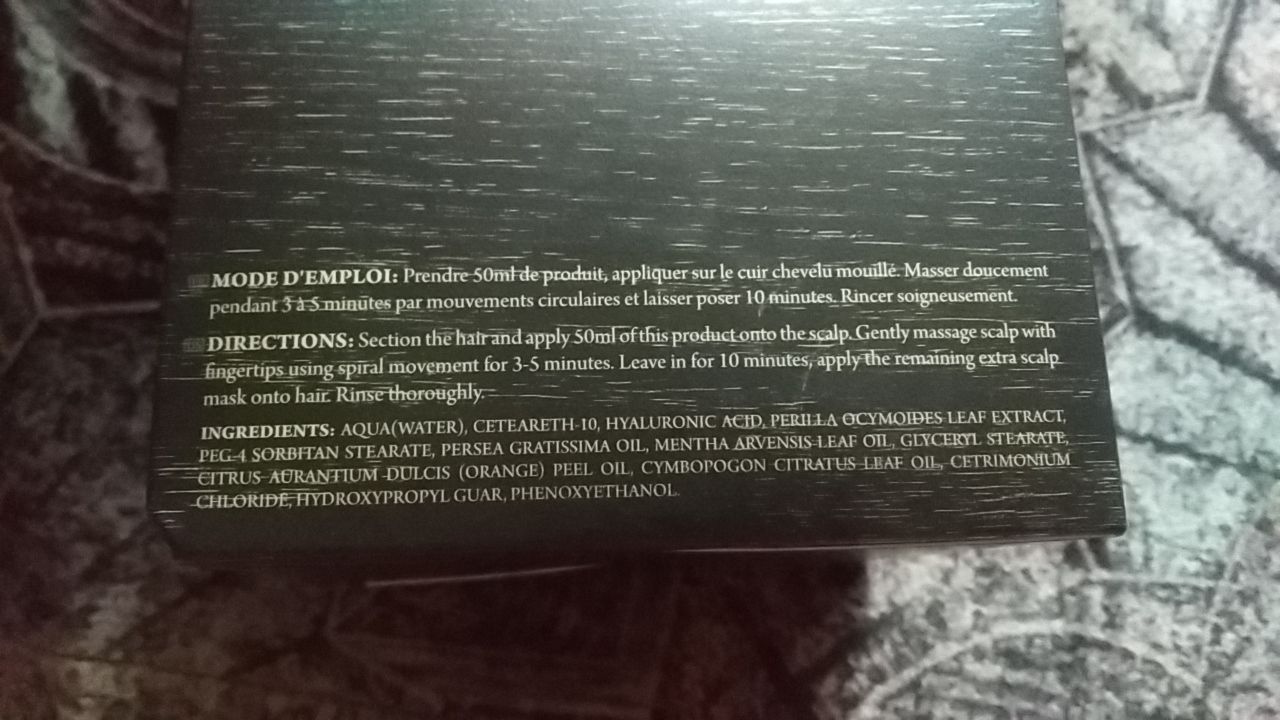 MODE D'EMPLOI: Prendre 50ml de produit, appliquer sur le cuir chevelu mouillé. Masser doucement
pendant 3 à 5 minutes par mouvements circulaires et laisser poser 10 minutes. Rincer soigneusement.
DIRECTIONS: Section the hair and apply 50ml of this product onto the scalp. Gently massage scalp with
fingertips using spiral movement for 3-5 minutes. Leave in for 10 minutes, apply the remaining extra scalp
mask onto hair. Rinse thoroughly.
INGREDIENTS: AQUA(WATER), CETEARETH-10, HYALURONIC ACID, PERILLA OCYMOIDES LEAF EXTRACT,
PEG-4 SORBITAN STEARATE, PERSEA GRATISSIMA OIL, MENTHA ARVENSIS LEAF OIL, GLYCERYL STEARATE,
CITRUS AURANTIUM DULCIS (ORANGE) PEEL OIL, CYMBOPOGON CITRATUS LEAF OIL, CETRIMONIUM
CHLORIDE, HYDROXYPROPYL GUAR, PHENOXYETHANOL.